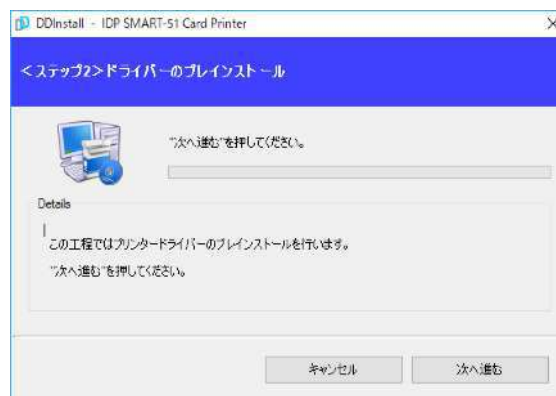 DDInstall - IDP SMART-51 Card Printer
<ステップ2>ドライバーのプレインストール
"次へ進む"を押してください。
Details
この工程ではプリンタードライバーのプレインストールを行います。
"次へ進む"を押してください。
キャンセル
次へ進む